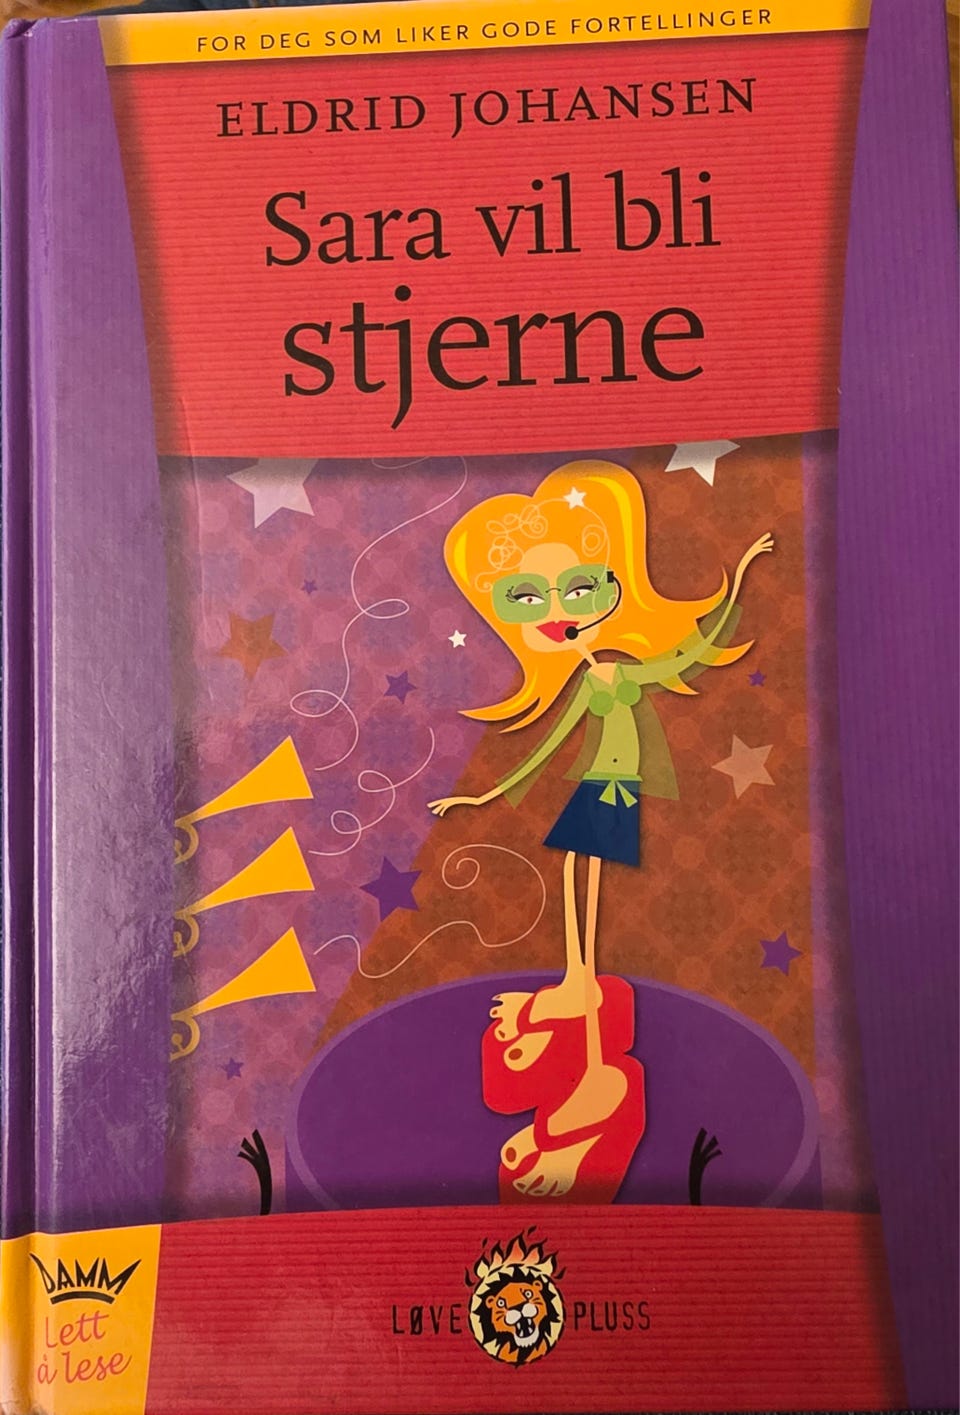 FOR DEG SOM LIKER GODE FORTELLINGER
ELDRID JOHANSEN
Sara vil bli
stjerne
DAMM
Lett
å lese
LØVE PLUSS